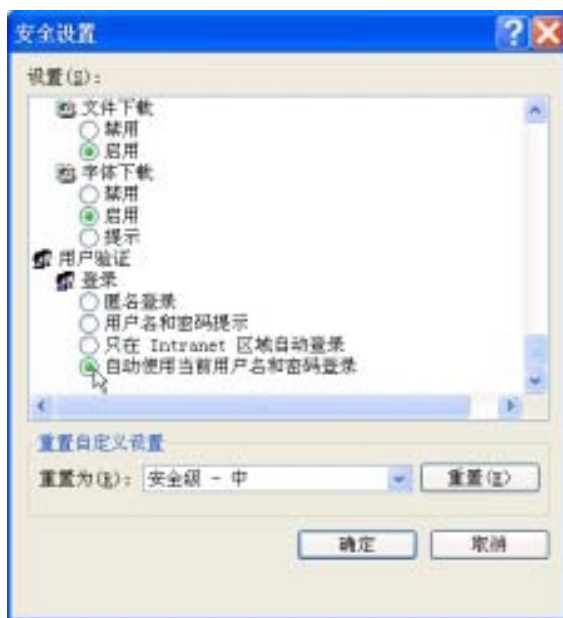 安全设置
设置(S):
文件下载
禁用
启用
字体下载
禁用
启用
提示
用户验证
登录
匿名登录
用户名和密码提示
只在 Intranet 区域自动登录
自动使用当前用户名和密码登录
重置自定义设置
重置为(R): 安全级 - 中 重置(E)
确定 取消